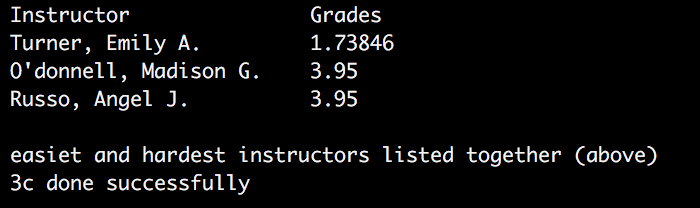 Instructor Grades
Turner, Emily A. 1.73846
O'donnell, Madison G. 3.95
Russo, Angel J. 3.95
easiet and hardest instructors listed together (above)
3c done successfully